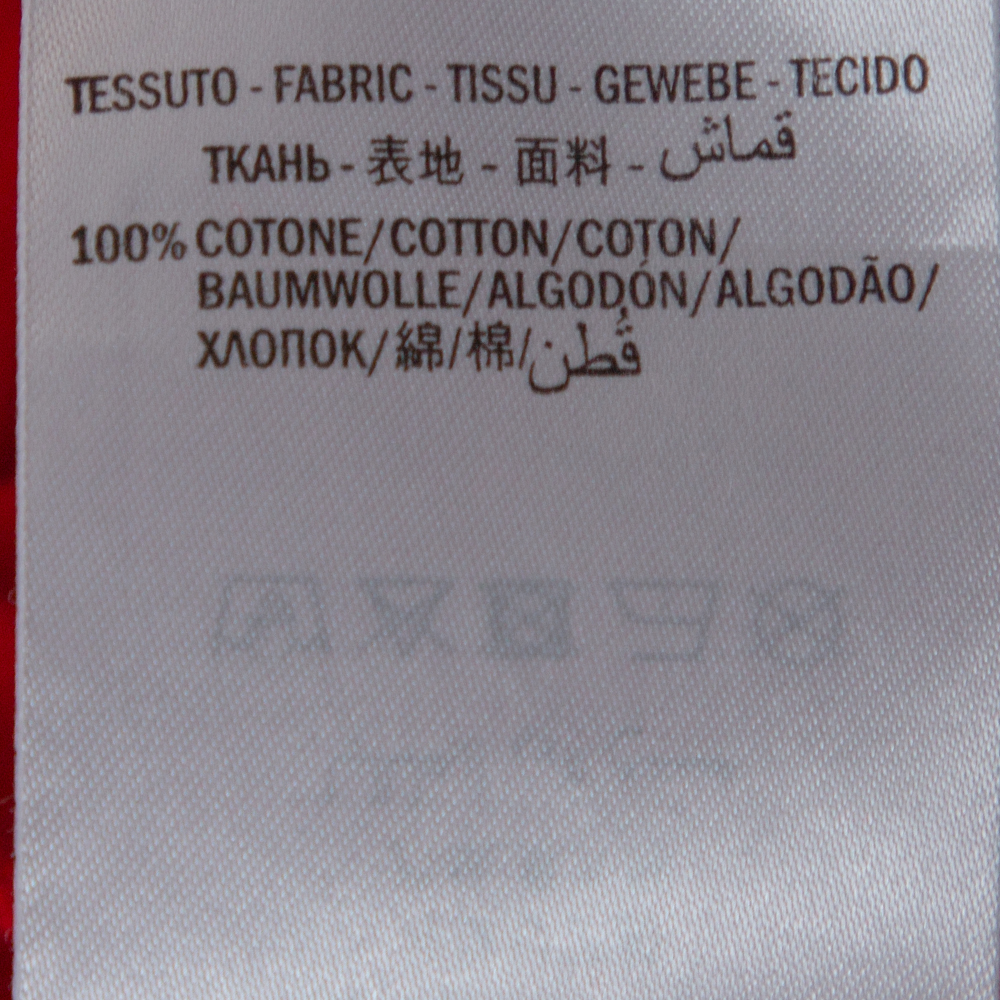 TESSUTO - FABRIC - TISSU - GEWEBE - TECIDO
ТКАНЬ - 表地 - 面料 - قماش
100% COTONE/COTTON/COTON/
BAUMWOLLE/ALGODÓN/ALGODÃO/
ХЛОПОК/綿/棉/قُطن